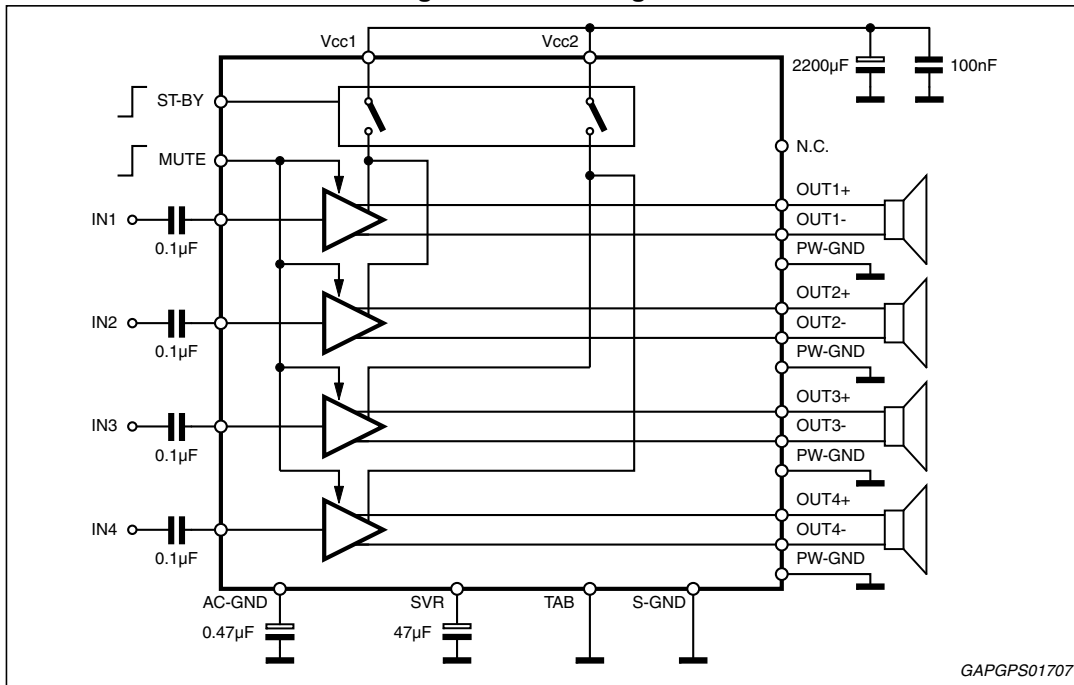 Vcc1
Vcc2
2200µF
100nF
ST-BY
MUTE
N.C.
IN1
0.1µF
OUT1+
OUT1-
PW-GND
IN2
0.1µF
OUT2+
OUT2-
PW-GND
IN3
0.1µF
OUT3+
OUT3-
PW-GND
IN4
0.1µF
OUT4+
OUT4-
PW-GND
AC-GND
SVR
TAB
S-GND
0.47µF
47µF
GAPGPS01707